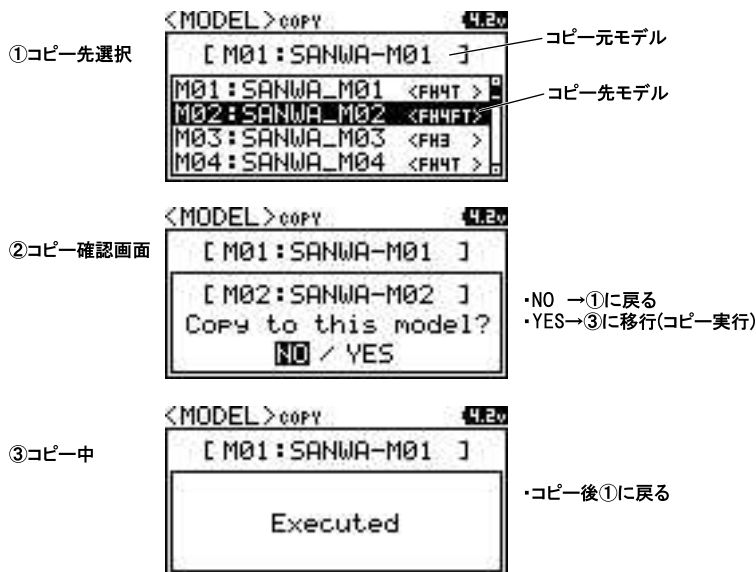 <MODEL>COPY 4.2v
①コピー先選択
[ M01:SANWA-M01 ]
コピー元モデル
M01:SANWA_M01 <FH4T >
コピー先モデル
M02:SANWA_M02 <FH4FT>
M03:SANWA_M03 <FH3 >
M04:SANWA_M04 <FH4T >
<MODEL>COPY 4.2v
②コピー確認画面
[ M01:SANWA-M01 ]
[ M02:SANWA-M02 ]
Copy to this model?
NO / YES
・NO →①に戻る
・YES→③に移行(コピー実行)
<MODEL>COPY 4.2v
③コピー中
[ M01:SANWA-M01 ]
Executed
・コピー後①に戻る